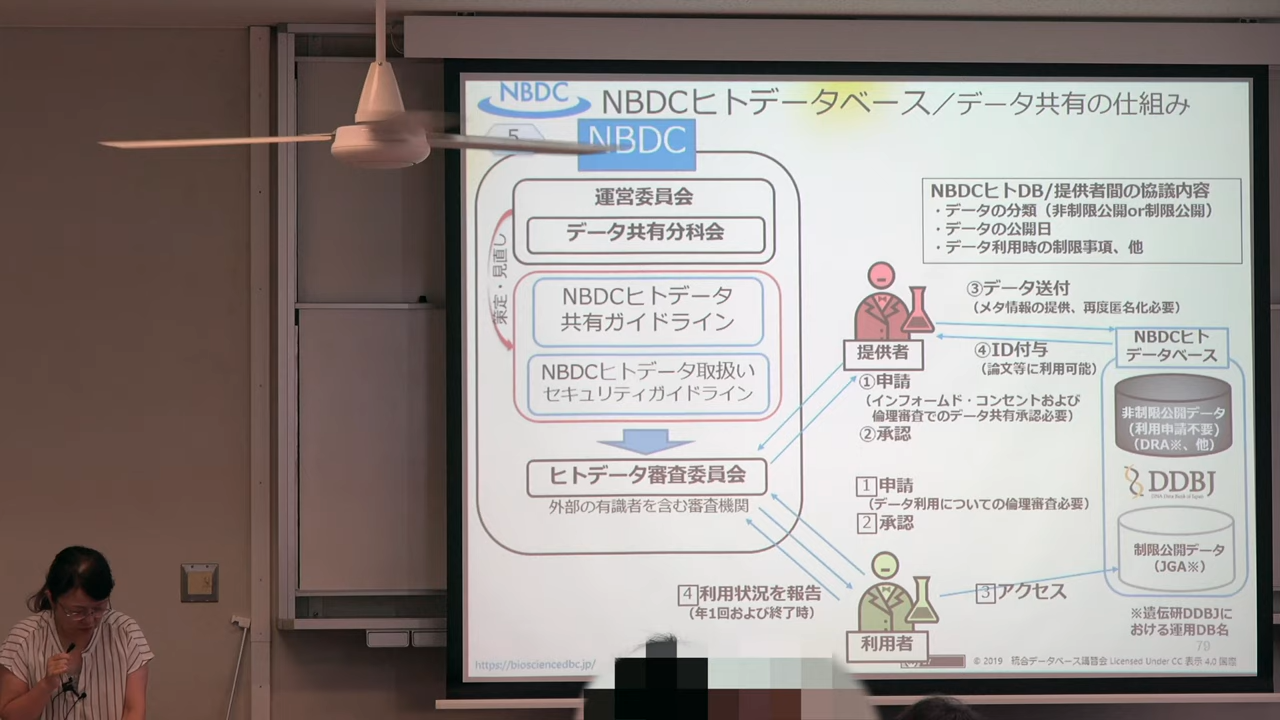 NBDC
NBDCヒトデータベース／データ共有の仕組み
5
NBDC
運営委員会
データ共有分科会
策定・見直し
NBDCヒトデータ
共有ガイドライン
NBDCヒトデータ取扱い
セキュリティガイドライン
ヒトデータ審査委員会
外部の有識者を含む審査機関
NBDCヒトDB/提供者間の協議内容
・データの分類（非制限公開or制限公開）
・データの公開日
・データ利用時の制限事項、他
③データ送付
（メタ情報の提供、再度匿名化必要）
④ID付与
（論文等に利用可能）
提供者
①申請
（インフォームド・コンセントおよび
倫理審査でのデータ共有承認必要）
②承認
NBDCヒト
データベース
非制限公開データ
（利用申請不要）
（DRA※、他）
DDBJ
DNA Data Bank of Japan
制限公開データ
（JGA※）
1 申請
（データ利用についての倫理審査必要）
2 承認
3 アクセス
4 利用状況を報告
（年1回および終了時）
利用者
※遺伝研DDBJに
おける運用DB名
79
https://biosciencedbc.jp/
© 2019 統合データベース講習会 Licensed Under CC 表示 4.0 国際